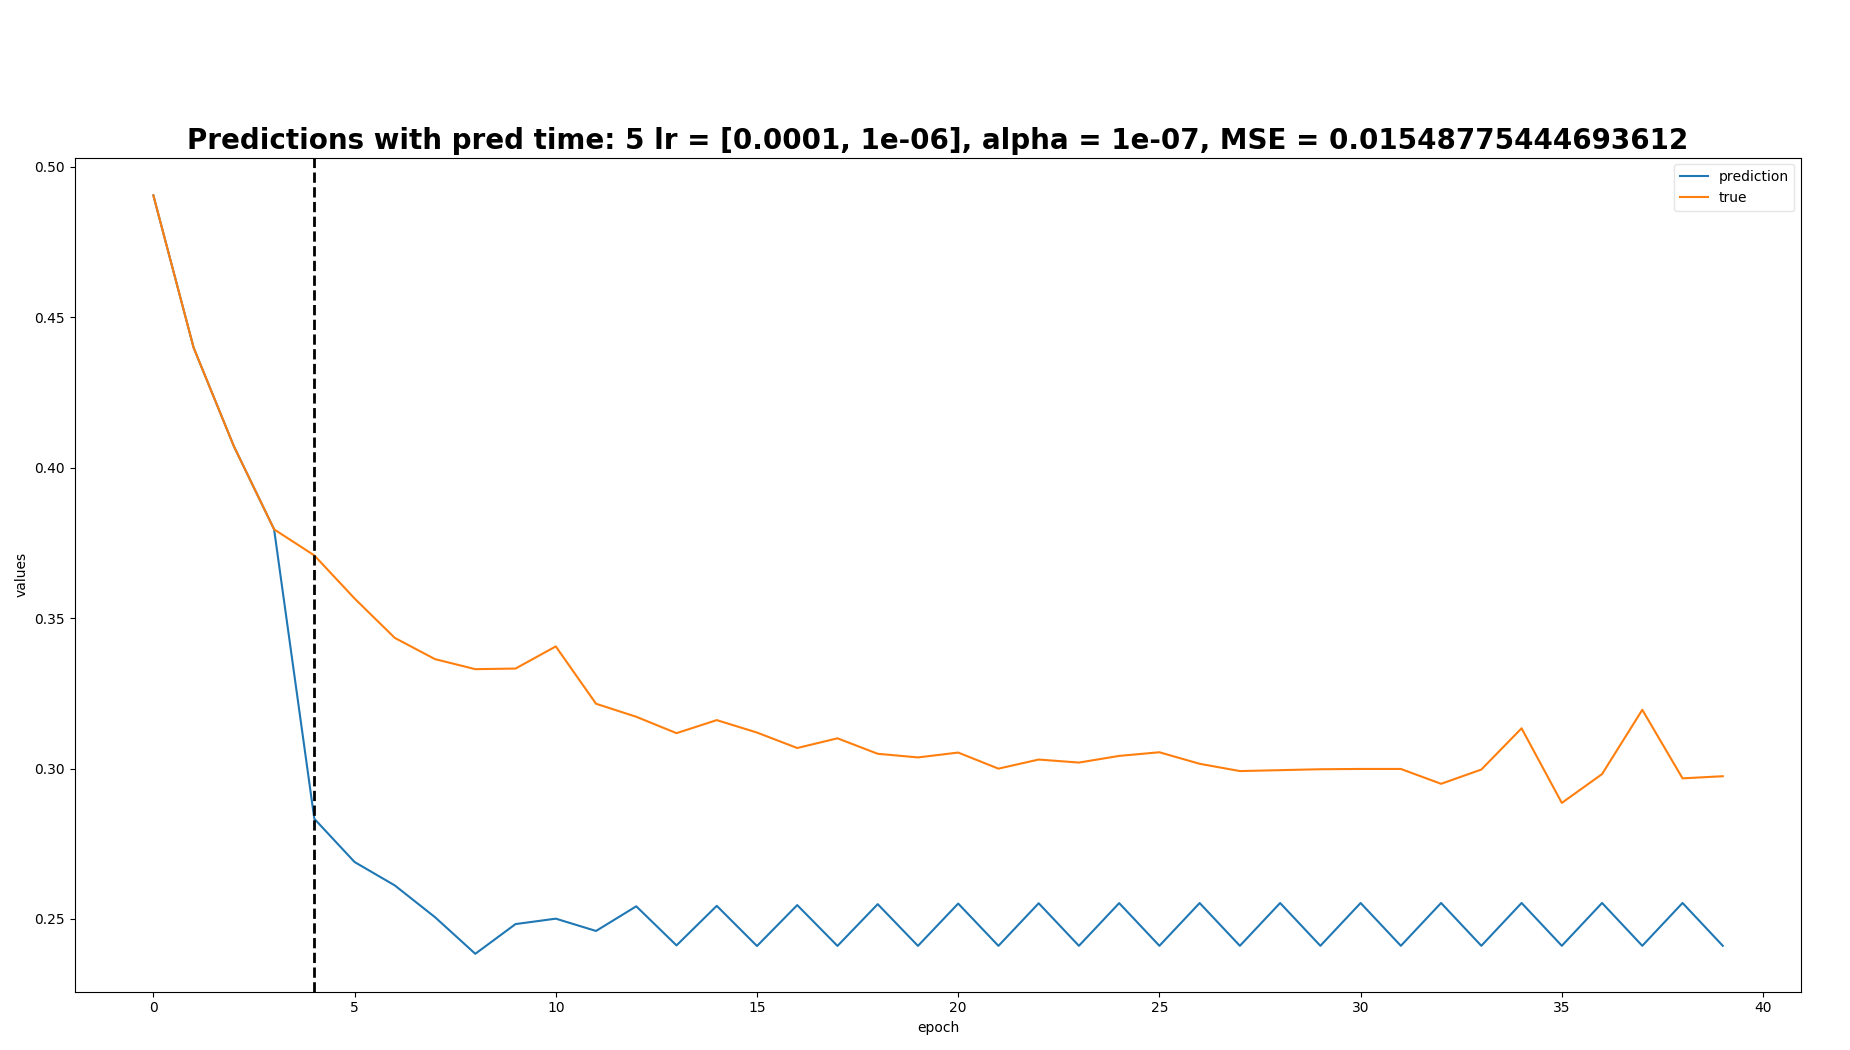 Predictions with pred time: 5 lr = [0.0001, 1e-06], alpha = 1e-07, MSE = 0.01548775444693612
prediction
true
0.50
0.45
0.40
0.35
0.30
0.25
values
0 5 10 15 20 25 30 35 40
epoch